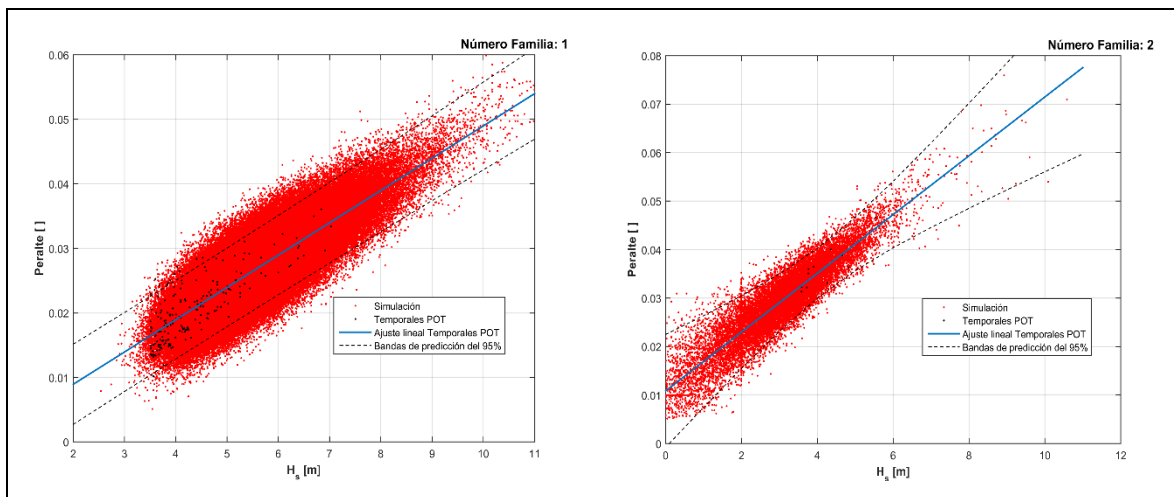 Número Familia: 1
0.06
0.05
0.04
0.03
0.02
0.01
0
Peralte [ ]
Simulación
Temporales POT
Ajuste lineal Temporales POT
Bandas de predicción del 95%
2 3 4 5 6 7 8 9 10 11
H_s [m]
Número Familia: 2
0.08
0.07
0.06
0.05
0.04
0.03
0.02
0.01
0
Peralte [ ]
Simulación
Temporales POT
Ajuste lineal Temporales POT
Bandas de predicción del 95%
0 2 4 6 8 10 12
H_s [m]